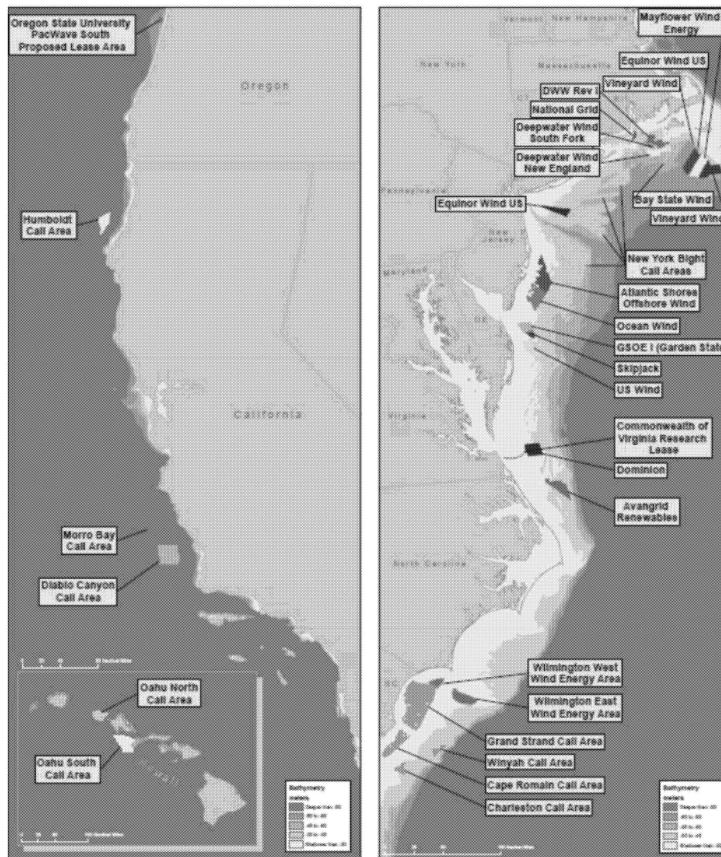 Oregon State University
PacWave South
Proposed Lease Area
Oregon
Humboldt
Call Area
California
Morro Bay
Call Area
Diablo Canyon
Call Area
Oahu North
Call Area
Oahu South
Call Area
Hawaii
Bathymetry
meters
Vermont
New Hampshire
Mayflower Wind
Energy
New York
Massachusetts
Equinor Wind US
Vineyard Wind
DWW Rev I
CT
National Grid
Deepwater Wind
South Fork
Deepwater Wind
New England
Pennsylvania
Equinor Wind US
Bay State Wind
Vineyard Wind
New
Jersey
New York Bight
Call Areas
Maryland
Atlantic Shores
Offshore Wind
DE
Ocean Wind
GSOE I (Garden State
Skipjack
US Wind
Virginia
Commonwealth of
Virginia Research
Lease
Dominion
Avangrid
Renewables
North Carolina
Wilmington West
Wind Energy Area
SC
Wilmington East
Wind Energy Area
Grand Strand Call Area
Winyah Call Area
Cape Romain Call Area
Charleston Call Area
Bathymetry
meters